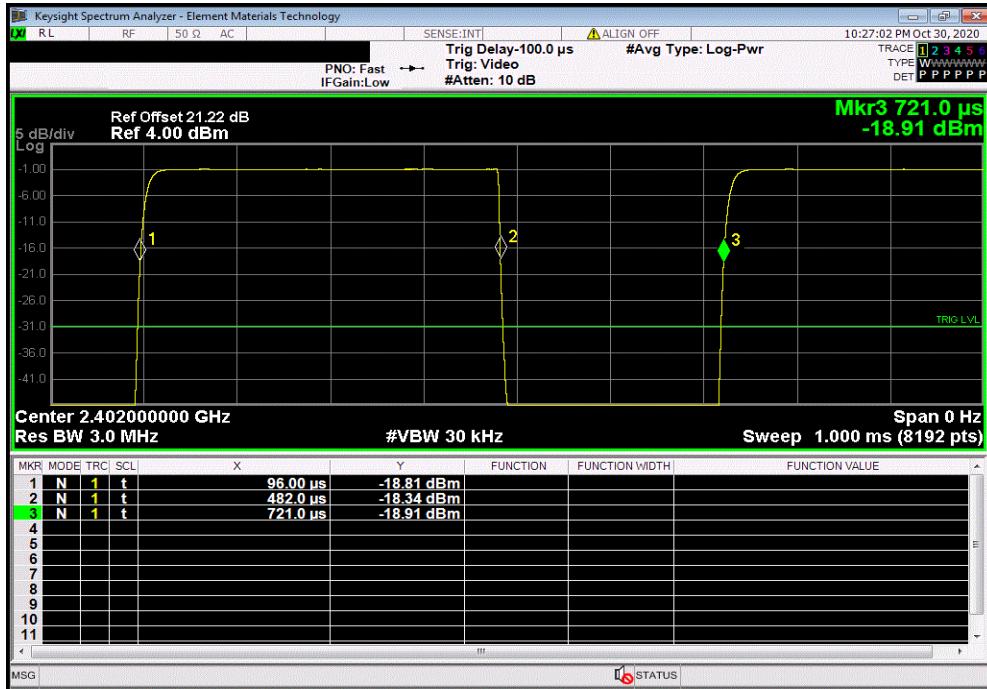 Keysight Spectrum Analyzer - Element Materials Technology
LXI RL RF 50 Ω AC SENSE:INT ALIGN OFF 10:27:02 PM Oct 30, 2020
Trig Delay-100.0 µs #Avg Type: Log-Pwr TRACE 1 2 3 4 5 6
PNO: Fast Trig: Video TYPE WWWWWW
IFGain:Low #Atten: 10 dB DET P P P P P P
Mkr3 721.0 µs
-18.91 dBm
Ref Offset 21.22 dB
5 dB/div Ref 4.00 dBm
Log
-1.00
-6.00
-11.0
1 2 3
-16.0
-21.0
-26.0
TRIG LVL
-31.0
-36.0
-41.0
Center 2.402000000 GHz Span 0 Hz
Res BW 3.0 MHz #VBW 30 kHz Sweep 1.000 ms (8192 pts)
MKR MODE TRC SCL X Y FUNCTION FUNCTION WIDTH FUNCTION VALUE
1 N 1 t 96.00 µs -18.81 dBm
2 N 1 t 482.0 µs -18.34 dBm
3 N 1 t 721.0 µs -18.91 dBm
4
5
6
7
8
9
10
11
MSG STATUS